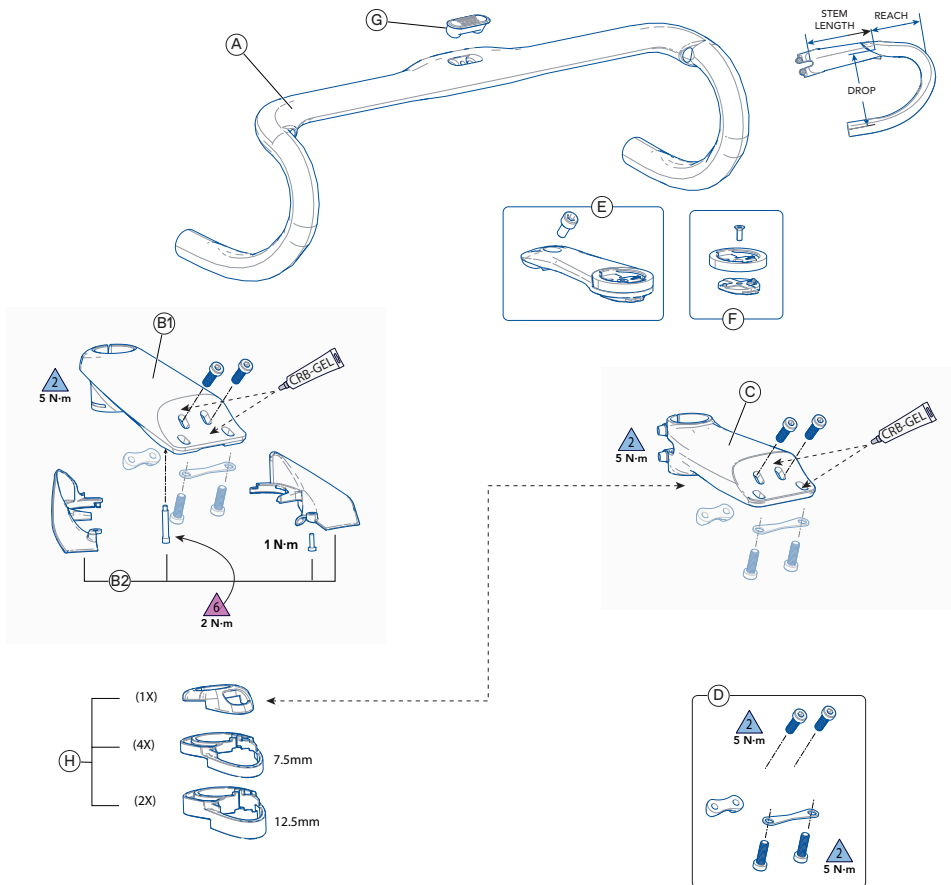 G
A
STEM
LENGTH
REACH
DROP
E
F
B1
2
5 N·m
CRB-GEL
1 N·m
B2
6
2 N·m
C
2
5 N·m
CRB-GEL
(1X)
H
(4X)
7.5mm
(2X)
12.5mm
D
2
5 N·m
2
5 N·m